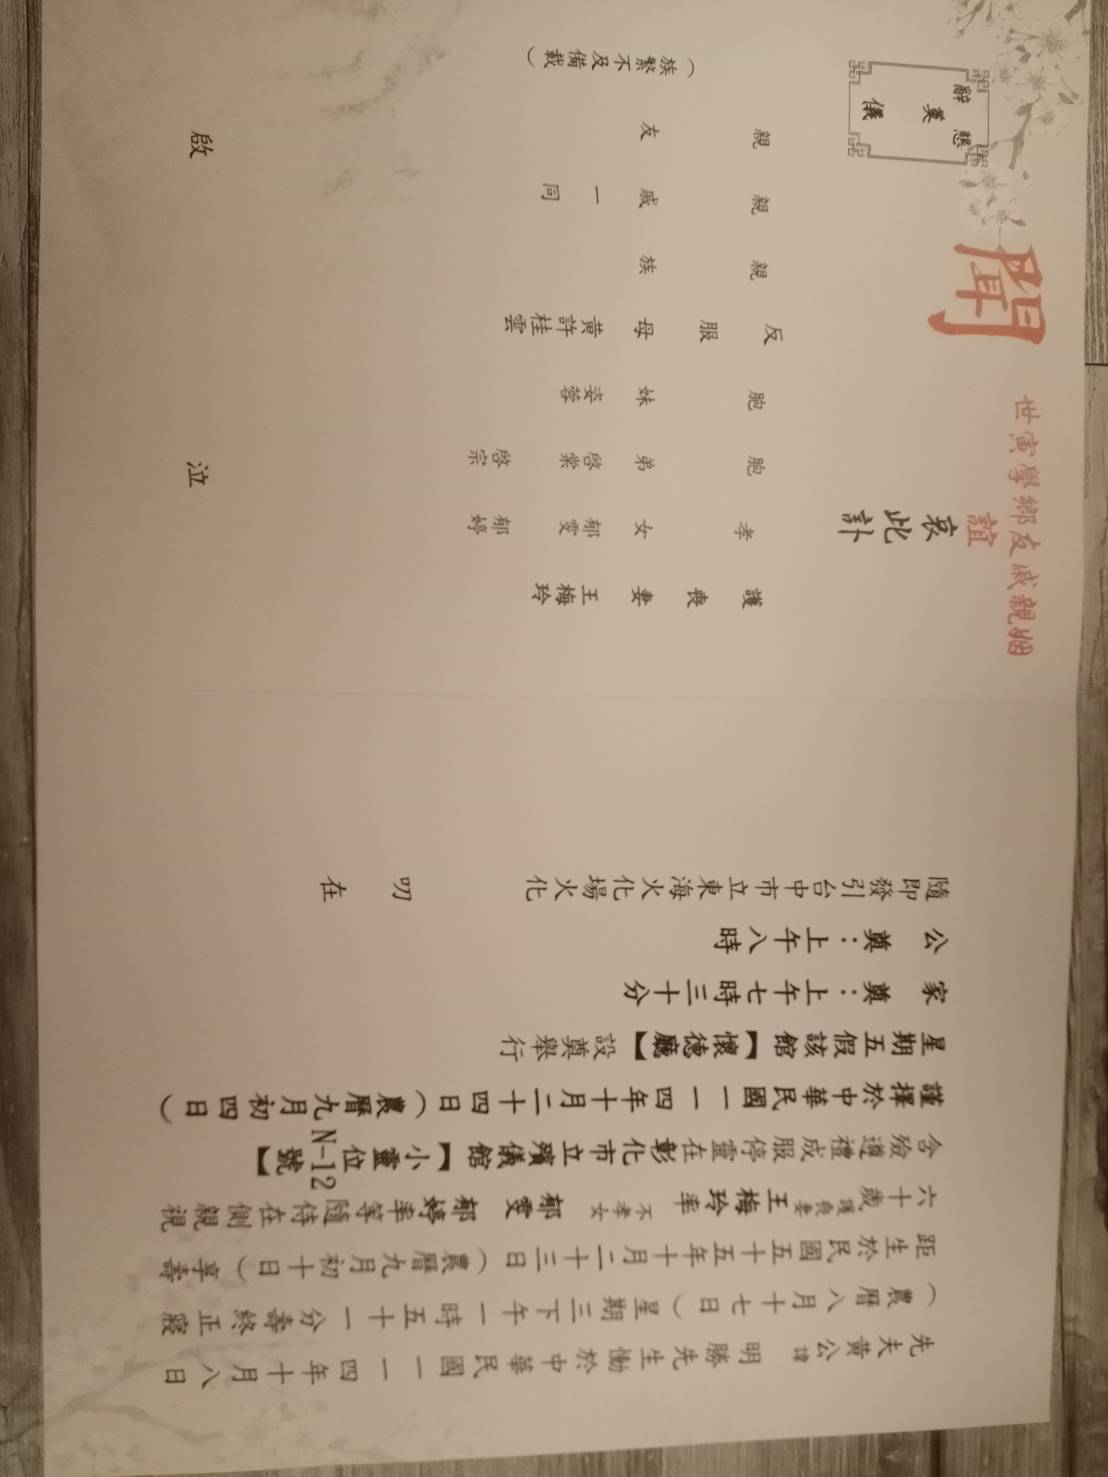 先夫黃公諱 明勝先生慟於中華民國一一四年十月八日
（農曆八月十七日）星期三下午一時五十一分壽終正寢
距生於民國五十五年十月二十三日（農曆九月初十日）享壽
六十歲護喪妻王梅玲率不孝女郁雯郁婷率等隨侍在側親視
含殮遵禮成服停靈在彰化市立殯儀館【小靈位N-12號】
謹擇於中華民國一一四年十月二十四日（農曆九月初四日）
星期五假該館【懷德廳】設奠舉行
家奠：上午七時三十分
公奠：上午八時
隨即發引台中市立東海火化場火化 叨在
姻親戚友鄉學寅世
誼
哀此訃
聞
懇辭奠儀
護喪妻 王梅玲
孝女 郁雯 郁婷
胞弟 啓棠 啓宗
胞妹 姿蓉
反服母 黃許桂雲
親族
親戚 一同
親友
（族繁不及備載）
泣啟